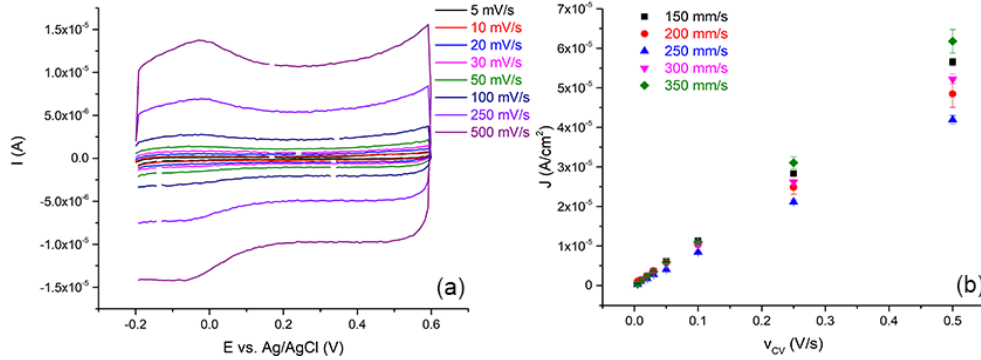 1.5x10⁻⁵
1.0x10⁻⁵
5.0x10⁻⁶
0.0
-5.0x10⁻⁶
-1.0x10⁻⁵
-1.5x10⁻⁵
I (A)
5 mV/s
10 mV/s
20 mV/s
30 mV/s
50 mV/s
100 mV/s
250 mV/s
500 mV/s
(a)
-0.2
0.0
0.2
0.4
0.6
E vs. Ag/AgCl (V)
7x10⁻⁵
6x10⁻⁵
5x10⁻⁵
4x10⁻⁵
3x10⁻⁵
2x10⁻⁵
1x10⁻⁵
0
J (A/cm²)
150 mm/s
200 mm/s
250 mm/s
300 mm/s
350 mm/s
(b)
0.0
0.1
0.2
0.3
0.4
0.5
v_CV (V/s)